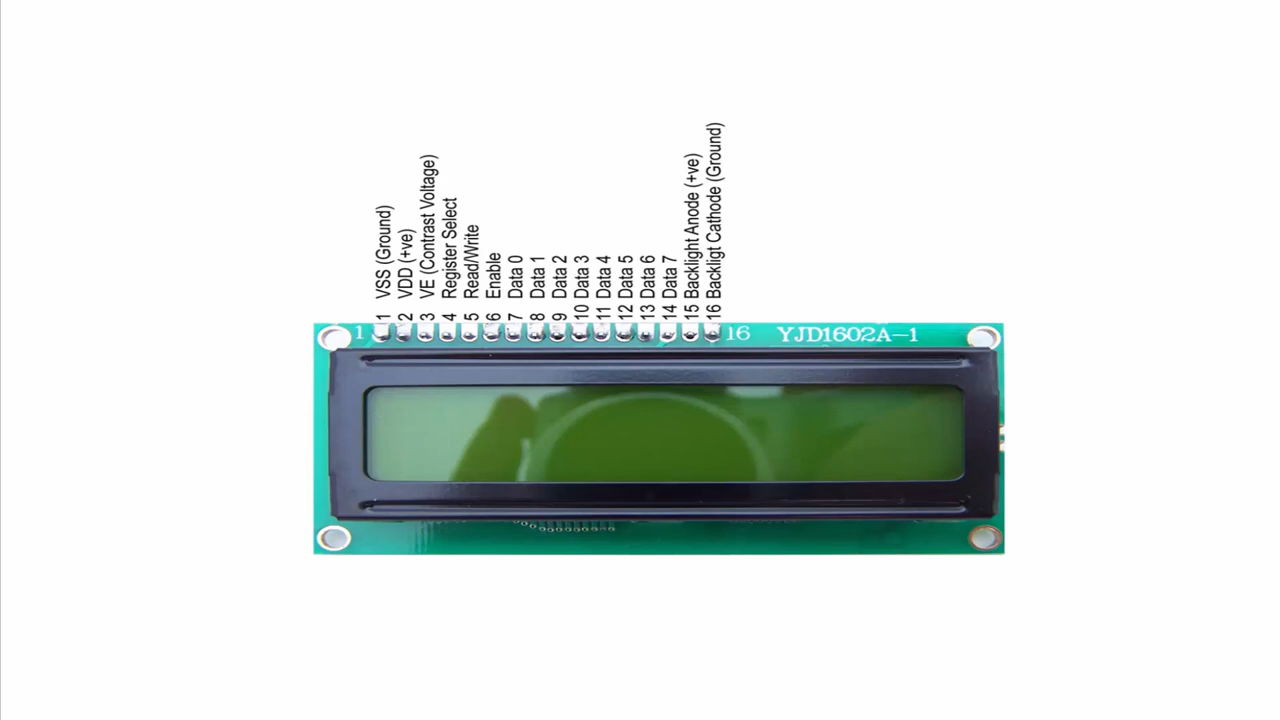 1 VSS (Ground)
2 VDD (+ve)
3 VE (Contrast Voltage)
4 Register Select
5 Read/Write
6 Enable
7 Data 0
8 Data 1
9 Data 2
10 Data 3
11 Data 4
12 Data 5
13 Data 6
14 Data 7
15 Backlight Anode (+ve)
16 Backligt Cathode (Ground)
1
16
YJD1602A-1